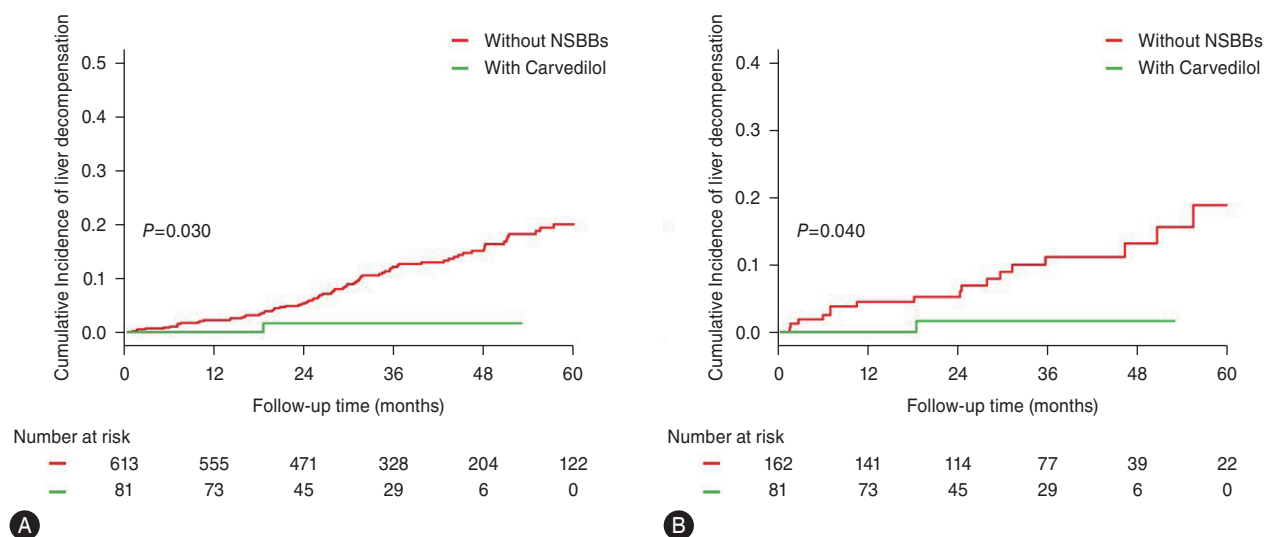 Cumulative Incidence of liver decompensation
0.5
0.4
0.3
0.2
0.1
0.0
Without NSBBs
With Carvedilol
P=0.030
0 12 24 36 48 60
Follow-up time (months)
Number at risk
613 555 471 328 204 122
81 73 45 29 6 0
A
Cumulative Incidence of liver decompensation
0.4
0.3
0.2
0.1
0.0
Without NSBBs
With Carvedilol
P=0.040
0 12 24 36 48 60
Follow-up time (months)
Number at risk
162 141 114 77 39 22
81 73 45 29 6 0
B